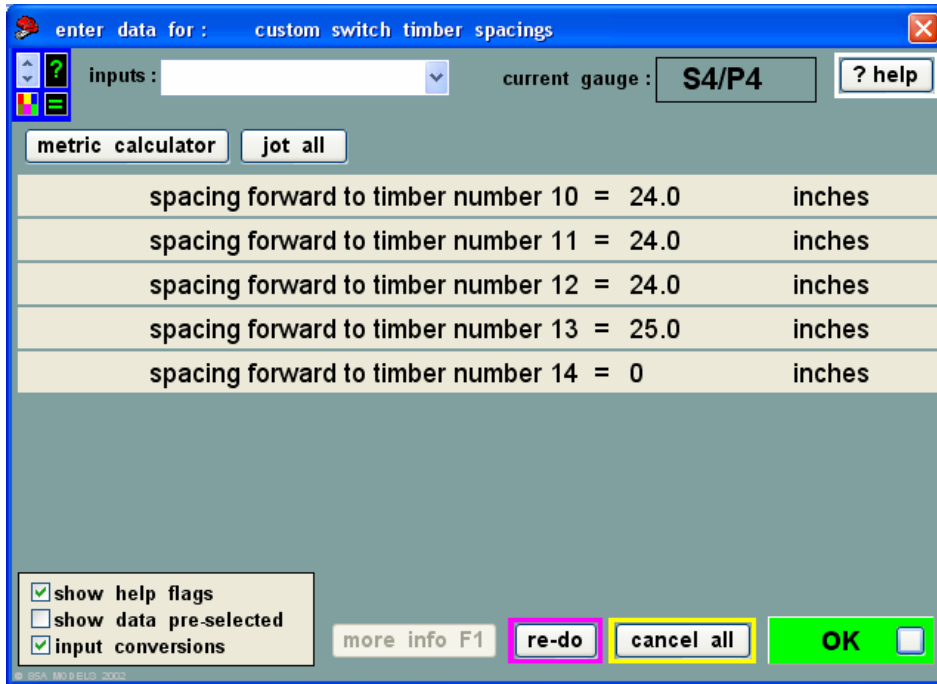 enter data for :     custom switch timber spacings
inputs :
current gauge : S4/P4
? help
?
=
metric calculator
jot all
spacing forward to timber number 10 = 24.0 inches
spacing forward to timber number 11 = 24.0 inches
spacing forward to timber number 12 = 24.0 inches
spacing forward to timber number 13 = 25.0 inches
spacing forward to timber number 14 = 0 inches
show help flags
show data pre-selected
input conversions
more info F1
re-do
cancel all
OK
© 85A MODELS 2002